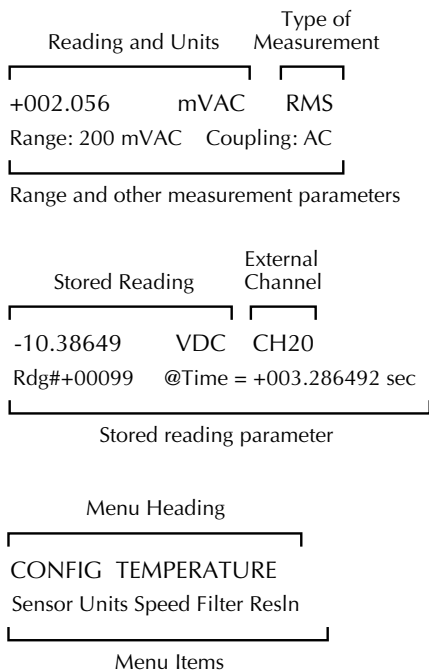 Type of
Reading and Units Measurement
+002.056 mVAC RMS
Range: 200 mVAC Coupling: AC
Range and other measurement parameters
External
Stored Reading Channel
-10.38649 VDC CH20
Rdg#+00099 @Time = +003.286492 sec
Stored reading parameter
Menu Heading
CONFIG TEMPERATURE
Sensor Units Speed Filter Resln
Menu Items